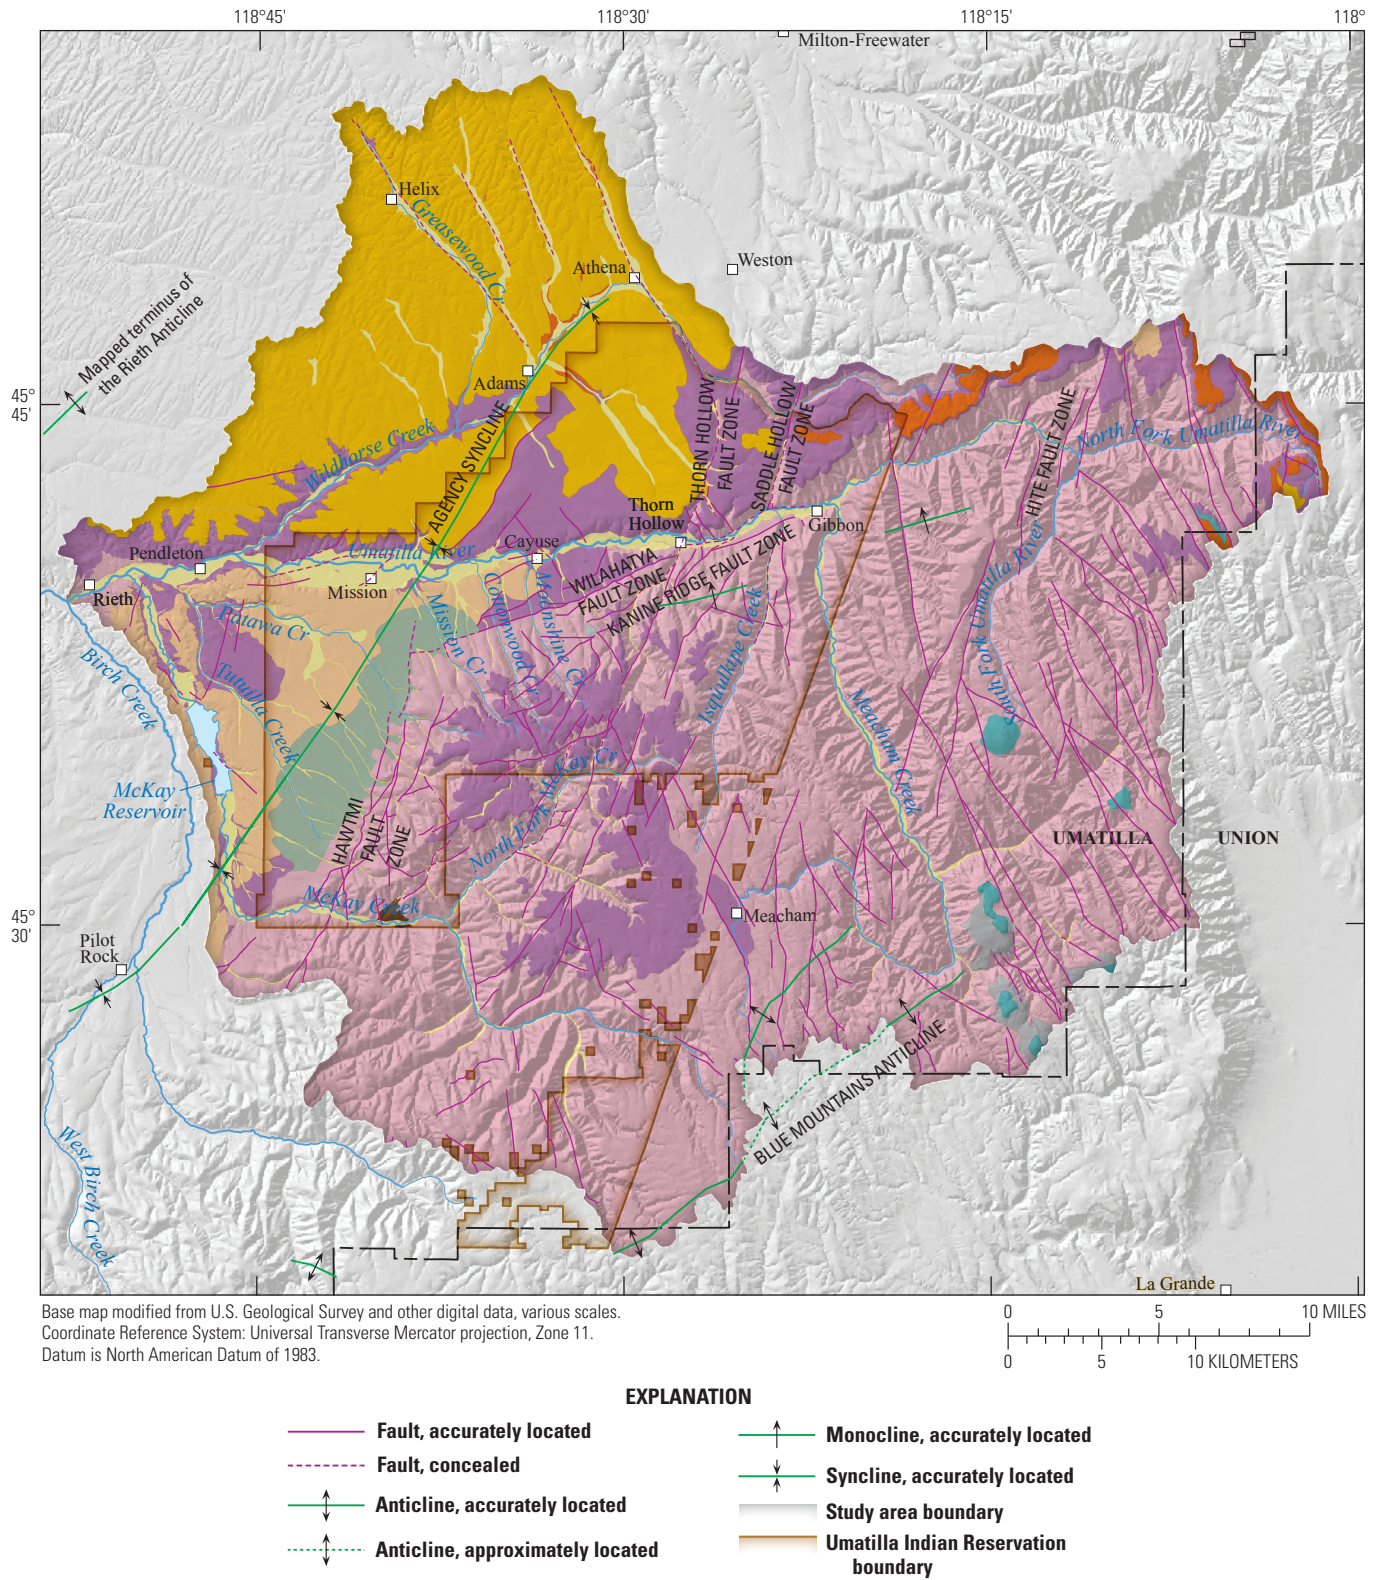 118°45'
118°30'
118°15'
118°
Milton-Freewater
Helix
Greasewood Cr
Weston
Athena
Mapped terminus of
the Rieth Anticline
Adams
45°
45'
THORN HOLLOW
FAULT ZONE
SADDLE HOLLOW
FAULT ZONE
HITE FAULT ZONE
North Fork Umatilla River
Wildhorse Creek
AGENCY SYNCLINE
Thorn
Hollow
Gibbon
Pendleton
Umatilla River
Cayuse
WILAHATYA
FAULT ZONE
KANINE RIDGE FAULT ZONE
Mission
Rieth
Patawa Cr
Mission Cr
Cottonwood Cr
Moonshine Cr
Isquulktpe Creek
South Fork Umatilla River
Birch Creek
Tutuilla Creek
Meacham Creek
McKay
Reservoir
North Fork McKay Cr
HAWTMI
FAULT
ZONE
UMATILLA
UNION
McKay Creek
Meacham
45°
30'
Pilot
Rock
BLUE MOUNTAINS ANTICLINE
West Birch Creek
La Grande
Base map modified from U.S. Geological Survey and other digital data, various scales.
Coordinate Reference System: Universal Transverse Mercator projection, Zone 11.
Datum is North American Datum of 1983.
0 5 10 MILES
0 5 10 KILOMETERS
EXPLANATION
Fault, accurately located
Fault, concealed
Anticline, accurately located
Anticline, approximately located
Monocline, accurately located
Syncline, accurately located
Study area boundary
Umatilla Indian Reservation
boundary